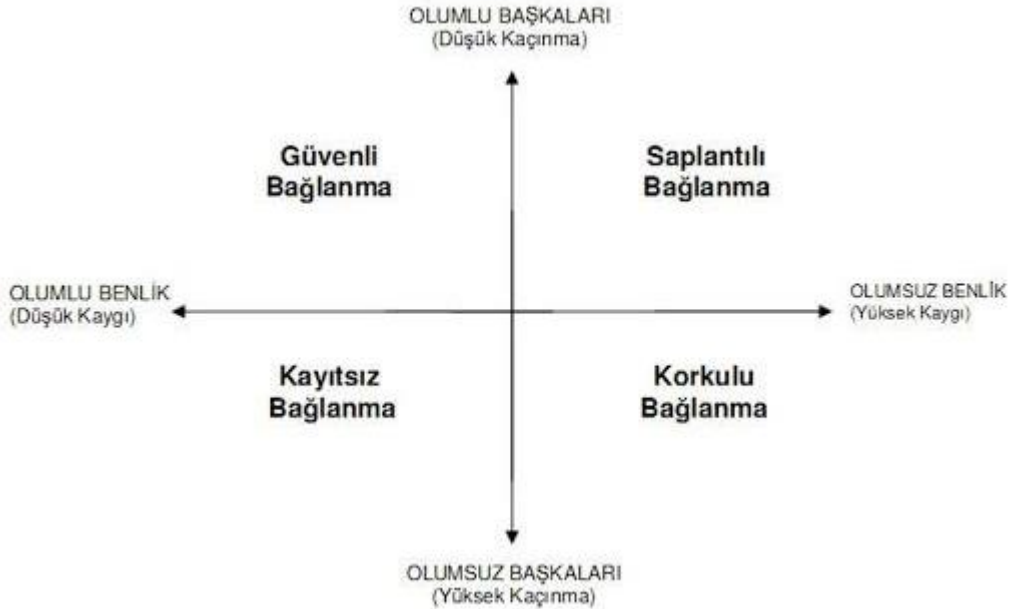 OLUMLU BAŞKALARI
(Düşük Kaçınma)
Güvenli
Bağlanma
Saplantılı
Bağlanma
OLUMLU BENLİK
(Düşük Kaygı)
OLUMSUZ BENLİK
(Yüksek Kaygı)
Kayıtsız
Bağlanma
Korkulu
Bağlanma
OLUMSUZ BAŞKALARI
(Yüksek Kaçınma)